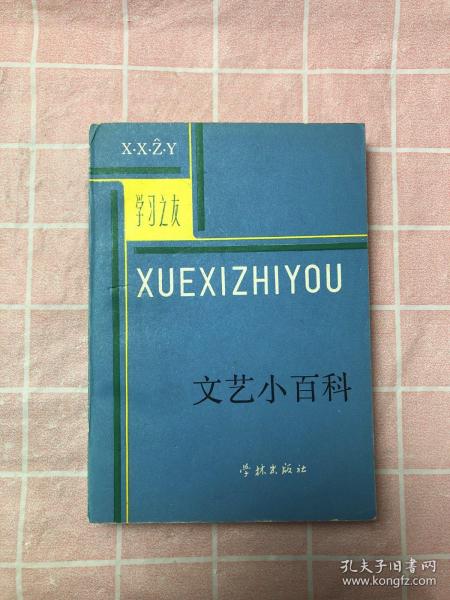 X·X·Ẑ·Y
学习之友
XUEXIZHIYOU
文艺小百科
学林出版社
孔夫子旧书网
www.kongfz.com